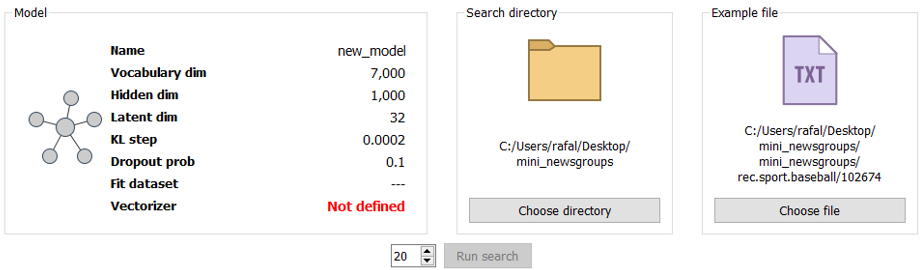 Model
Name new_model
Vocabulary dim 7,000
Hidden dim 1,000
Latent dim 32
KL step 0.0002
Dropout prob 0.1
Fit dataset ---
Vectorizer Not defined
Search directory
C:/Users/rafal/Desktop/
mini_newsgroups
Choose directory
Example file
TXT
C:/Users/rafal/Desktop/
mini_newsgroups/
mini_newsgroups/
rec.sport.baseball/102674
Choose file
20 Run search